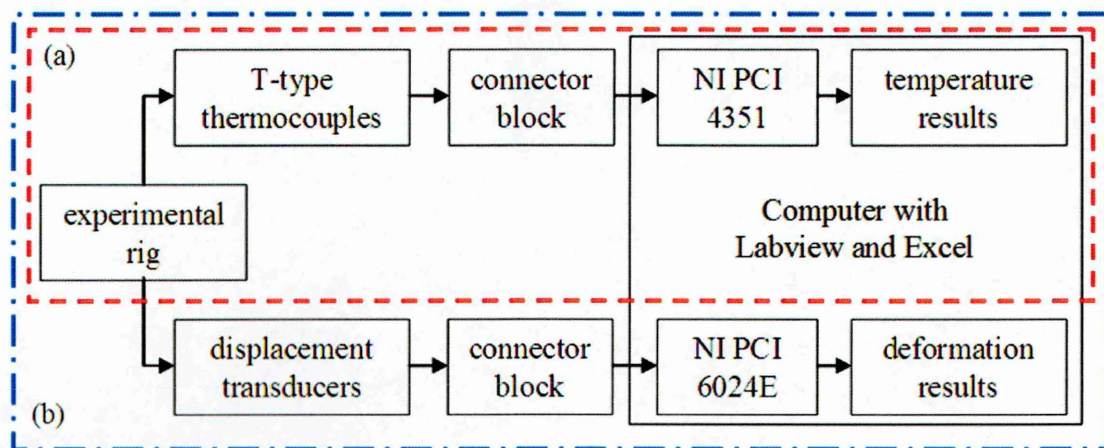 (a)
T-type
thermocouples
connector
block
NI PCI
4351
temperature
results
experimental
rig
Computer with
Labview and Excel
displacement
transducers
connector
block
NI PCI
6024E
deformation
results
(b)